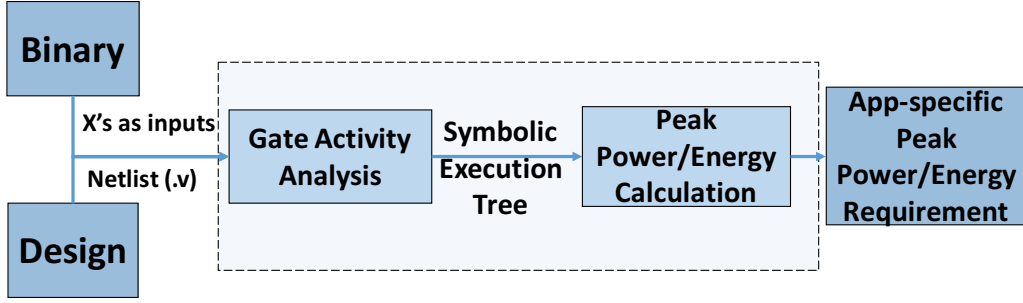 Binary
X's as inputs
Netlist (.v)
Design
Gate Activity
Analysis
Symbolic
Execution
Tree
Peak
Power/Energy
Calculation
App-specific
Peak
Power/Energy
Requirement